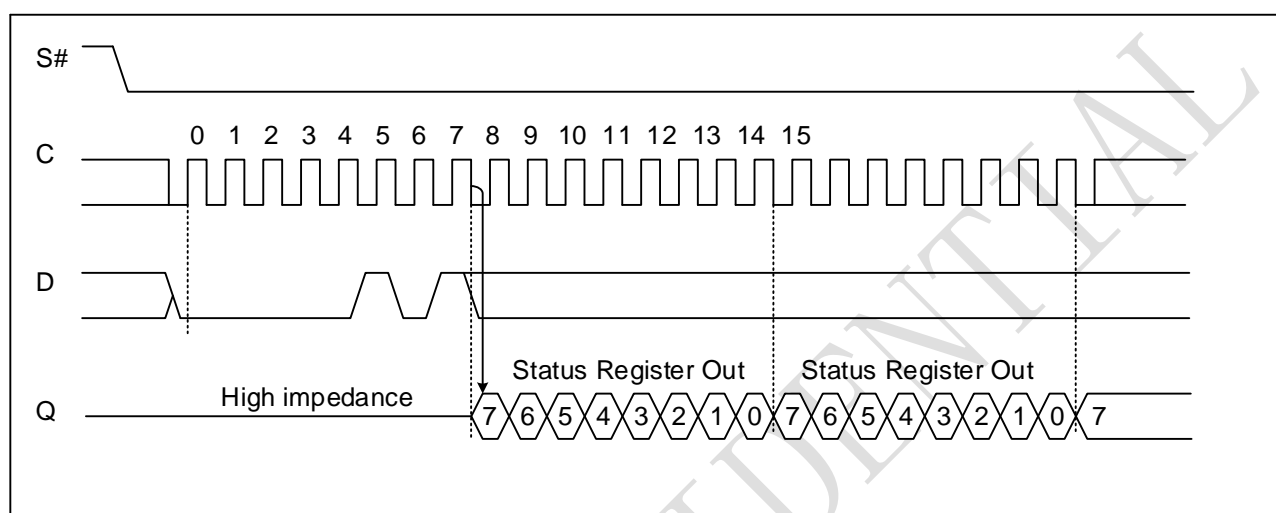 S#
0 1 2 3 4 5 6 7 8 9 10 11 12 13 14 15
C
D
Status Register Out Status Register Out
High impedance
Q 7 6 5 4 3 2 1 0 7 6 5 4 3 2 1 0 7